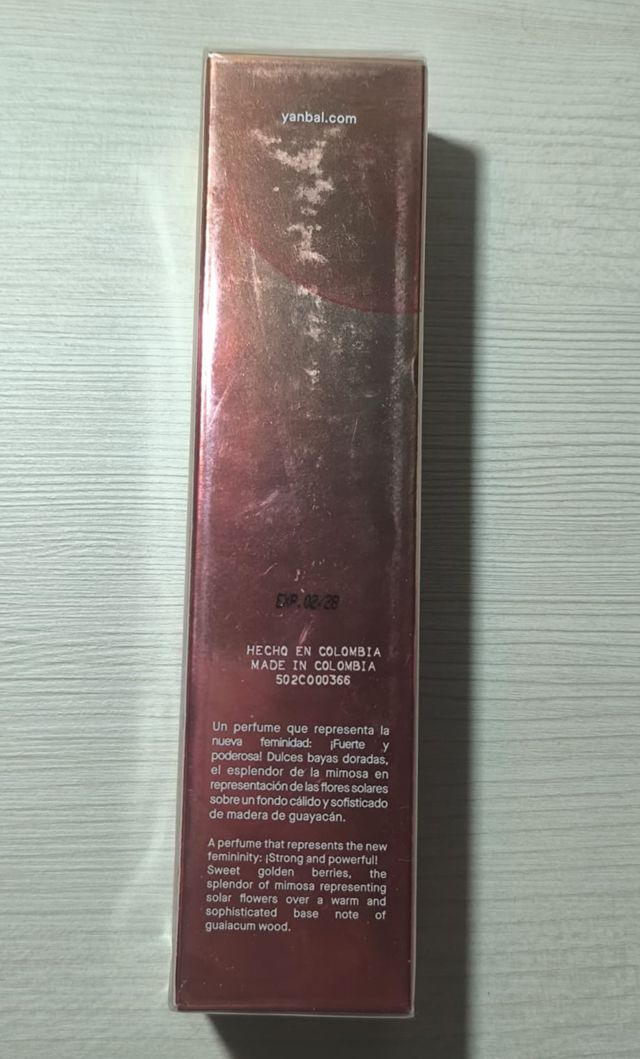 yanbal.com
EXP. 02/28
HECHO EN COLOMBIA
MADE IN COLOMBIA
502C000366
Un perfume que representa la
nueva feminidad: ¡Fuerte y
poderosa! Dulces bayas doradas,
el esplendor de la mimosa en
representación de las flores solares
sobre un fondo cálido y sofisticado
de madera de guayacán.
A perfume that represents the new
femininity: ¡Strong and powerful!
Sweet golden berries, the
splendor of mimosa representing
solar flowers over a warm and
sophisticated base note of
guaiacum wood.